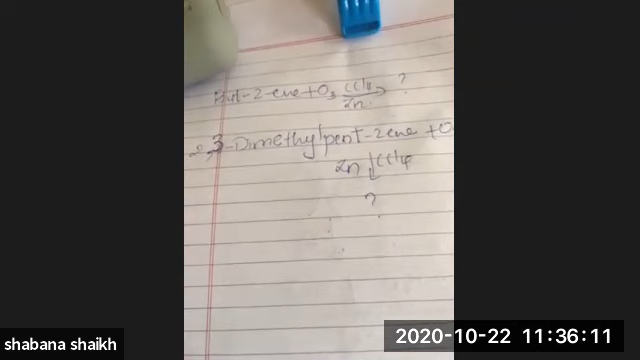 But-2-ene + O3 CCl4 → ?
Zn
2,3-Dimethylpent-2ene + O
Zn ↓ CCl4
?
shabana shaikh
2020-10-22 11:36:11